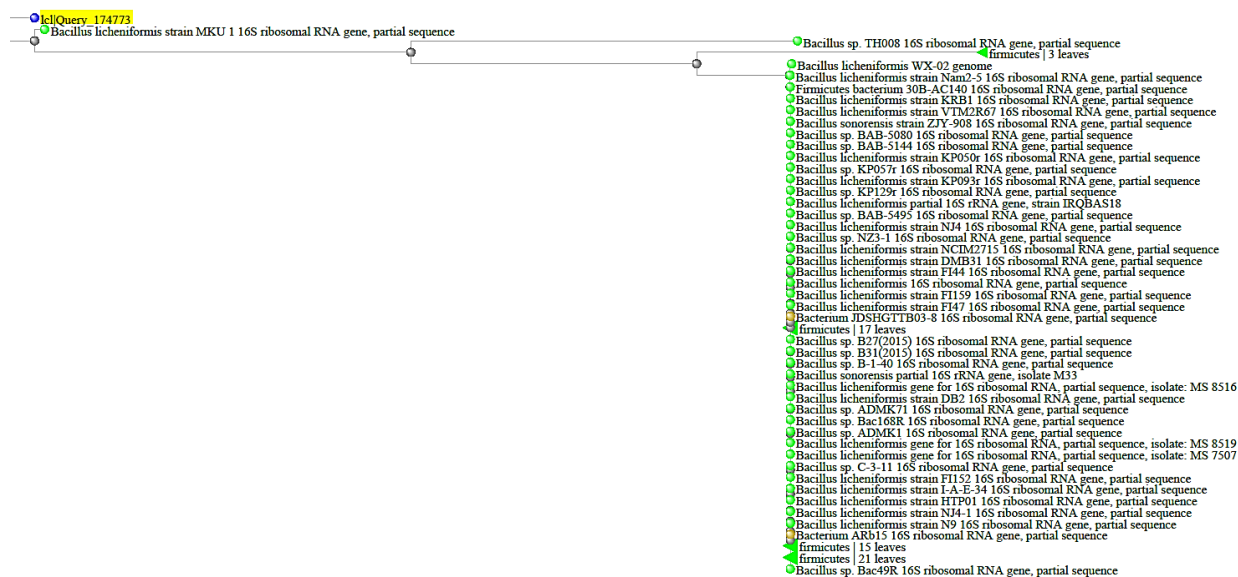 lcl|Query_174773
Bacillus licheniformis strain MKU 1 16S ribosomal RNA gene, partial sequence
Bacillus sp. TH008 16S ribosomal RNA gene, partial sequence
firmicutes | 3 leaves
Bacillus licheniformis WX-02 genome
Bacillus licheniformis strain Nam2-5 16S ribosomal RNA gene, partial sequence
Firmicutes bacterium 30B-AC140 16S ribosomal RNA gene, partial sequence
Bacillus licheniformis strain KRB1 16S ribosomal RNA gene, partial sequence
Bacillus licheniformis strain VTM2R67 16S ribosomal RNA gene, partial sequence
Bacillus sonorensis strain ZJY-908 16S ribosomal RNA gene, partial sequence
Bacillus sp. BAB-5080 16S ribosomal RNA gene, partial sequence
Bacillus sp. BAB-5144 16S ribosomal RNA gene, partial sequence
Bacillus licheniformis strain KP050r 16S ribosomal RNA gene, partial sequence
Bacillus sp. KP057r 16S ribosomal RNA gene, partial sequence
Bacillus licheniformis strain KP093r 16S ribosomal RNA gene, partial sequence
Bacillus sp. KP129r 16S ribosomal RNA gene, partial sequence
Bacillus licheniformis partial 16S rRNA gene, strain IRQBAS18
Bacillus sp. BAB-5495 16S ribosomal RNA gene, partial sequence
Bacillus licheniformis strain NJ4 16S ribosomal RNA gene, partial sequence
Bacillus sp. NZ3-1 16S ribosomal RNA gene, partial sequence
Bacillus licheniformis strain NCIM2715 16S ribosomal RNA gene, partial sequence
Bacillus licheniformis strain DMB31 16S ribosomal RNA gene, partial sequence
Bacillus licheniformis strain FI44 16S ribosomal RNA gene, partial sequence
Bacillus licheniformis 16S ribosomal RNA gene, partial sequence
Bacillus licheniformis strain FI159 16S ribosomal RNA gene, partial sequence
Bacillus licheniformis strain FI47 16S ribosomal RNA gene, partial sequence
Bacterium JDSHGTTB03-8 16S ribosomal RNA gene, partial sequence
firmicutes | 17 leaves
Bacillus sp. B27(2015) 16S ribosomal RNA gene, partial sequence
Bacillus sp. B31(2015) 16S ribosomal RNA gene, partial sequence
Bacillus sp. B-1-40 16S ribosomal RNA gene, partial sequence
Bacillus sonorensis partial 16S rRNA gene, isolate M33
Bacillus licheniformis gene for 16S ribosomal RNA, partial sequence, isolate: MS 8516
Bacillus licheniformis strain DB2 16S ribosomal RNA gene, partial sequence
Bacillus sp. ADMK71 16S ribosomal RNA gene, partial sequence
Bacillus sp. Bac168R 16S ribosomal RNA gene, partial sequence
Bacillus sp. ADMK1 16S ribosomal RNA gene, partial sequence
Bacillus licheniformis gene for 16S ribosomal RNA, partial sequence, isolate: MS 8519
Bacillus licheniformis gene for 16S ribosomal RNA, partial sequence, isolate: MS 7507
Bacillus sp. C-3-11 16S ribosomal RNA gene, partial sequence
Bacillus licheniformis strain FI152 16S ribosomal RNA gene, partial sequence
Bacillus licheniformis strain I-A-E-34 16S ribosomal RNA gene, partial sequence
Bacillus licheniformis strain HTP01 16S ribosomal RNA gene, partial sequence
Bacillus licheniformis strain NJ4-1 16S ribosomal RNA gene, partial sequence
Bacillus licheniformis strain N9 16S ribosomal RNA gene, partial sequence
Bacterium ARb15 16S ribosomal RNA gene, partial sequence
firmicutes | 15 leaves
firmicutes | 21 leaves
Bacillus sp. Bac49R 16S ribosomal RNA gene, partial sequence